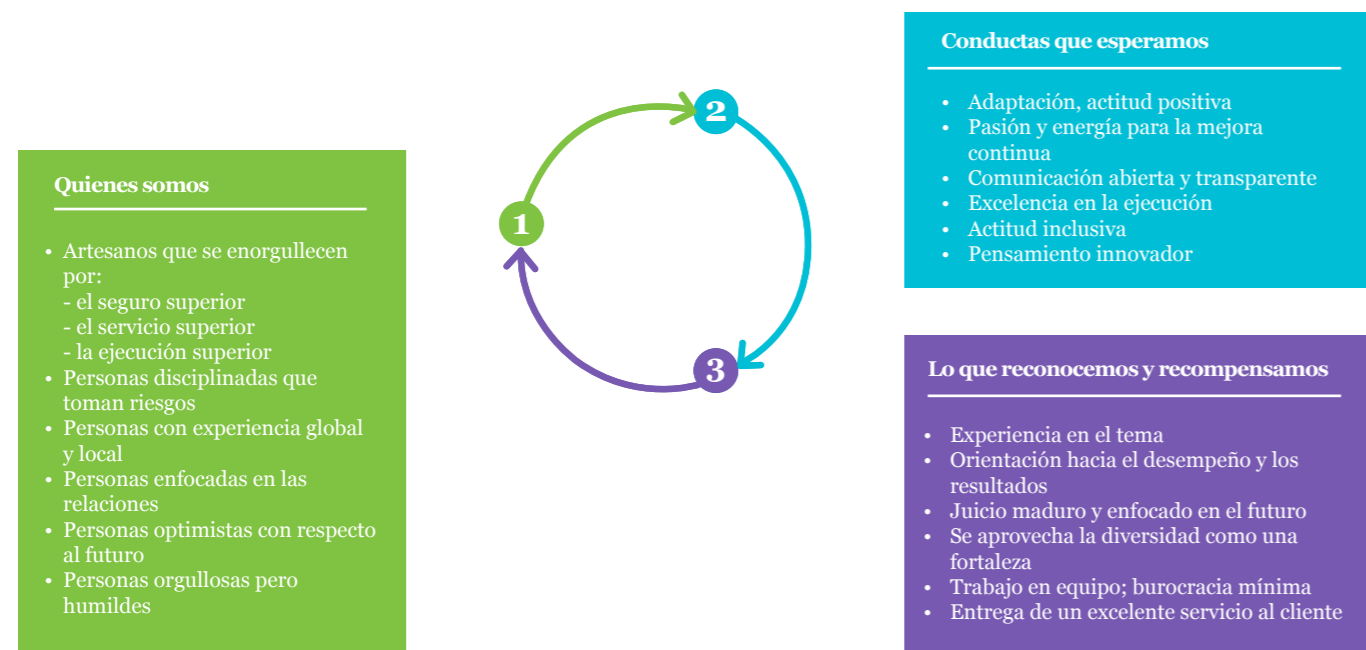 Quienes somos
• Artesanos que se enorgullecen
por:
- el seguro superior
- el servicio superior
- la ejecución superior
• Personas disciplinadas que
toman riesgos
• Personas con experiencia global
y local
• Personas enfocadas en las
relaciones
• Personas optimistas con respecto
al futuro
• Personas orgullosas pero
humildes
1
2
3
Conductas que esperamos
• Adaptación, actitud positiva
• Pasión y energía para la mejora
continua
• Comunicación abierta y transparente
• Excelencia en la ejecución
• Actitud inclusiva
• Pensamiento innovador
Lo que reconocemos y recompensamos
• Experiencia en el tema
• Orientación hacia el desempeño y los
resultados
• Juicio maduro y enfocado en el futuro
• Se aprovecha la diversidad como una
fortaleza
• Trabajo en equipo; burocracia mínima
• Entrega de un excelente servicio al cliente